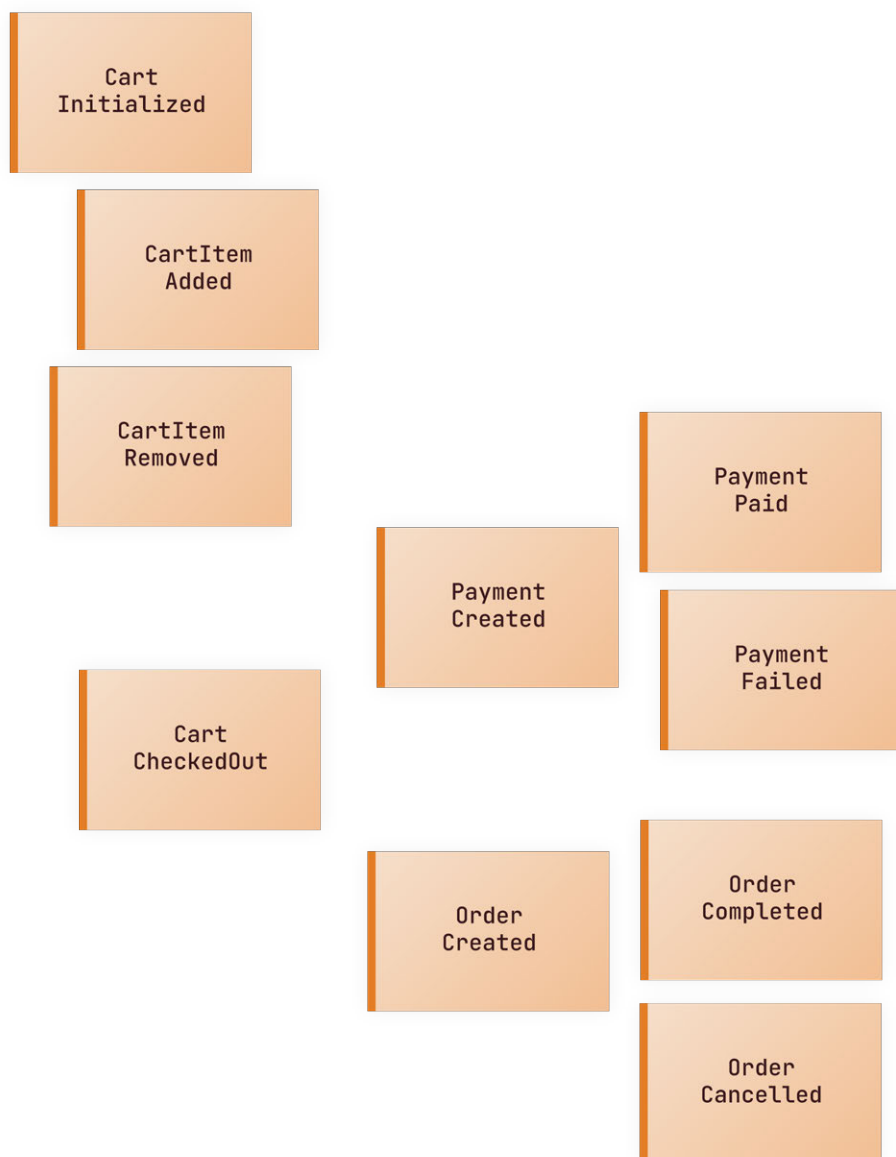 Cart
Initialized
CartItem
Added
CartItem
Removed
Payment
Paid
Payment
Created
Payment
Failed
Cart
CheckedOut
Order
Completed
Order
Created
Order
Cancelled